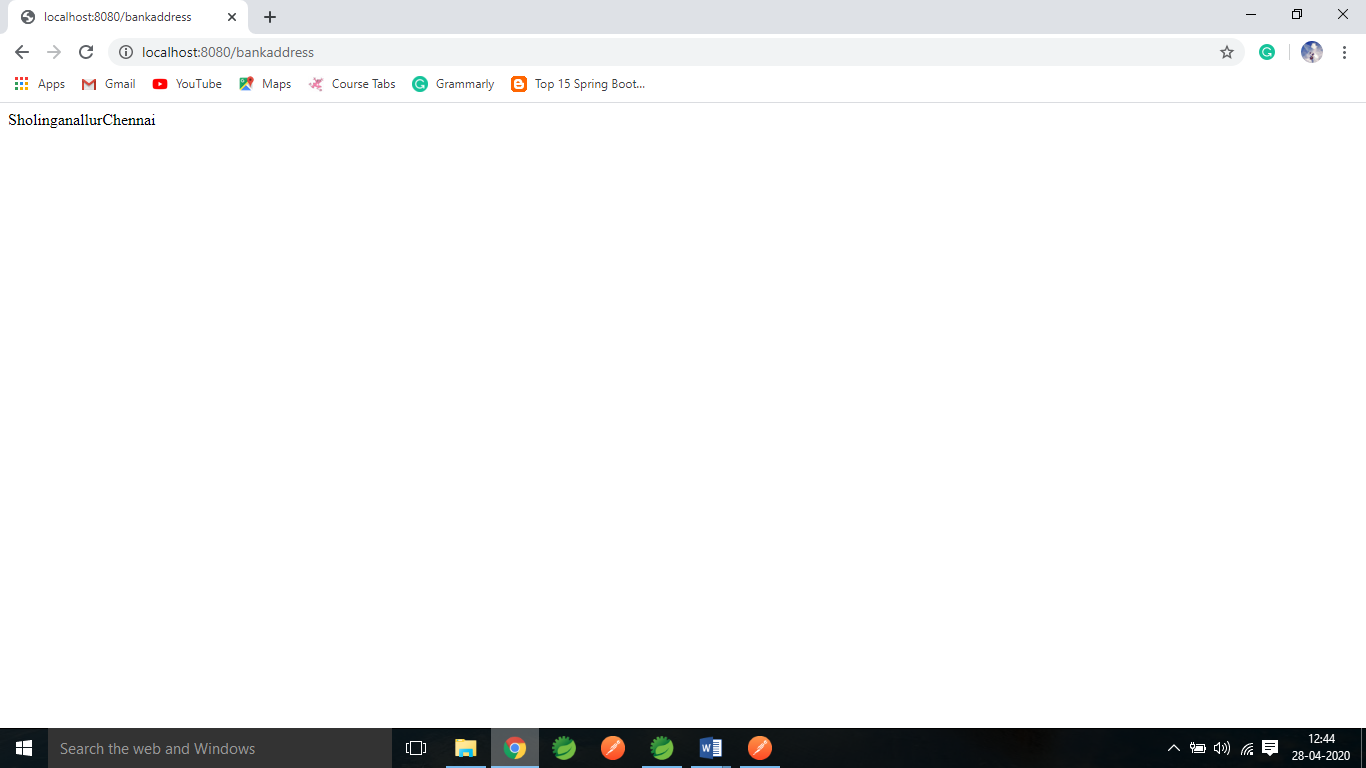 localhost:8080/bankaddress
localhost:8080/bankaddress
Apps Gmail YouTube Maps Course Tabs Grammarly Top 15 Spring Boot...
SholinganallurChennai
Search the web and Windows
12:44
28-04-2020